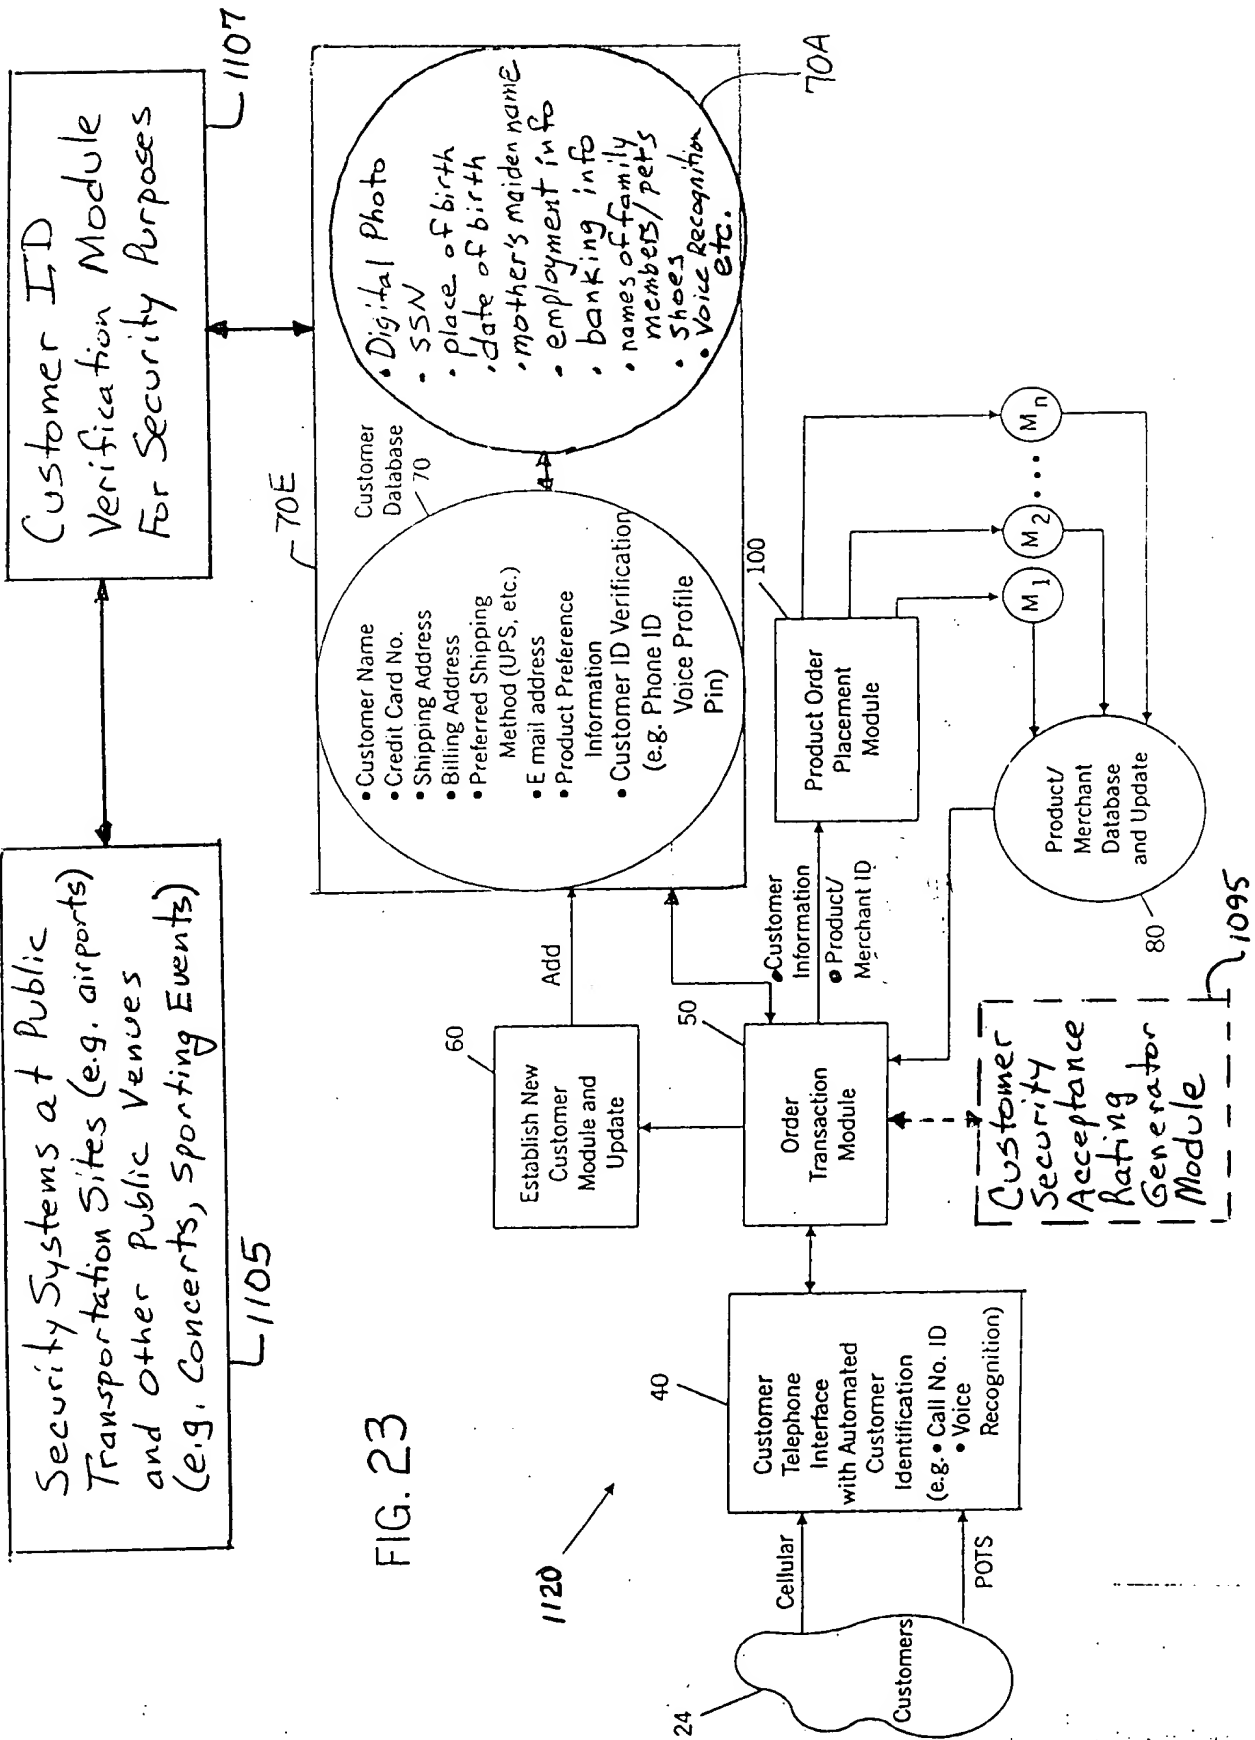 Security Systems at Public
Transportation Sites (e.g. airports)
and Other Public Venues
(e.g. Concerts, Sporting Events)
1105
Customer ID
Verification Module
For Security Purposes
1107
FIG. 23
1120
70E
Customer
Database
70
• Customer Name
• Credit Card No.
• Shipping Address
• Billing Address
• Preferred Shipping
Method (UPS, etc.)
• E mail address
• Product Preference
Information
• Customer ID Verification
(e.g. Phone ID
Voice Profile
Pin)
• Digital Photo
• SSN
• place of birth
• date of birth
• mother's maiden name
• employment info
• banking info
• names of family
members/pets
• shoes
• Voice Recognition
etc.
70A
Add
60
Establish New
Customer
Module and
Update
50
Order
Transaction
Module
• Customer
Information
• Product/
Merchant ID
100
Product Order
Placement
Module
M1
M2
• • • •
Mn
Product/
Merchant
Database
and Update
80
Customer
Security
Acceptance
Rating
Generator
Module
1095
40
Customer
Telephone
Interface
with Automated
Customer
Identification
(e.g. • Call No. ID
• Voice
Recognition)
Cellular
POTS
24
Customers